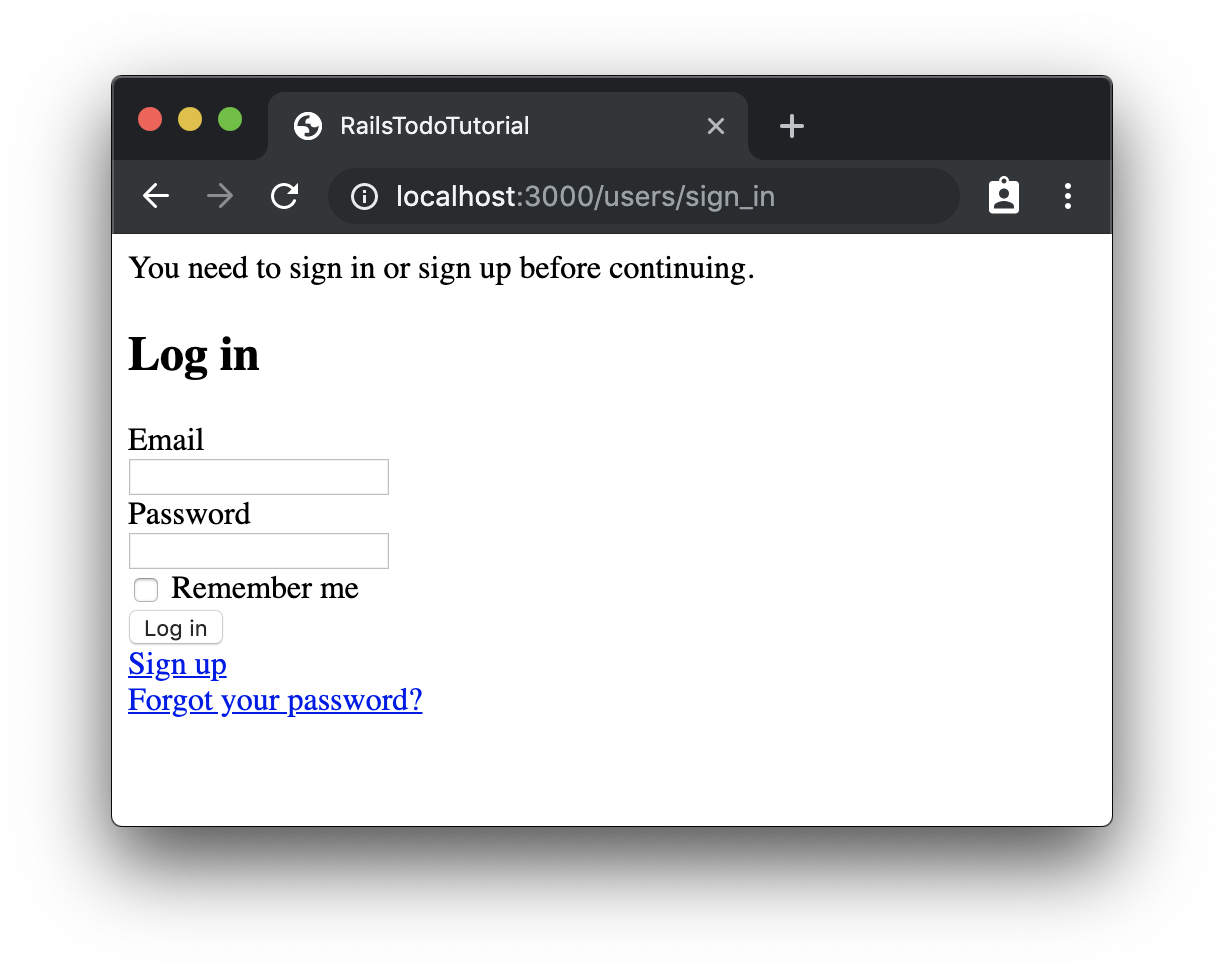 RailsTodoTutorial
localhost:3000/users/sign_in
You need to sign in or sign up before continuing.
Log in
Email
Password
Remember me
Log in
Sign up
Forgot your password?